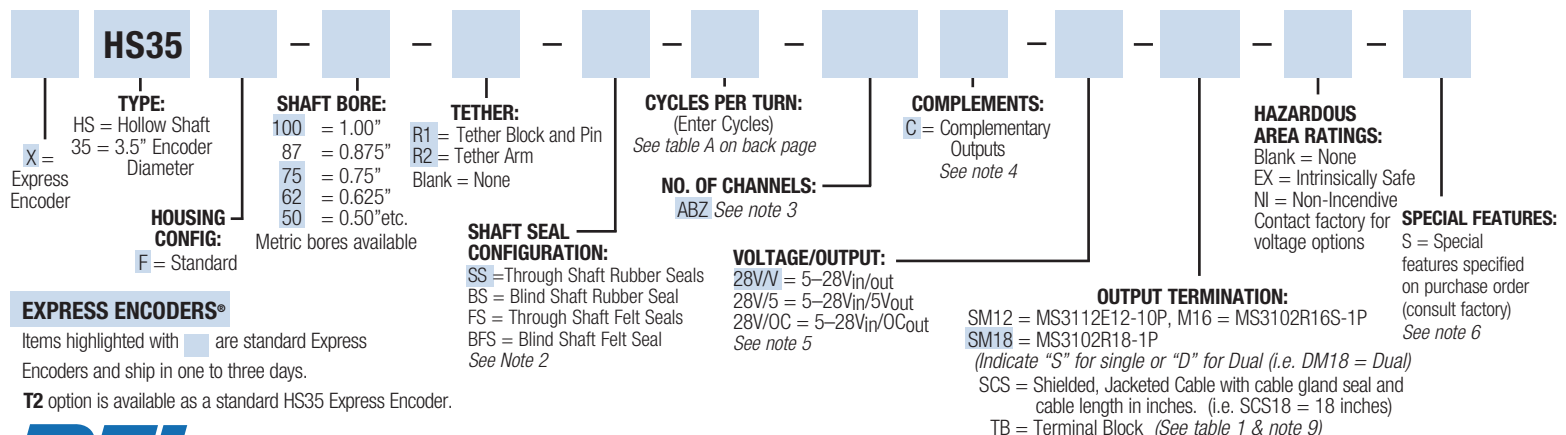 HS35 – – – – – – – – –
TYPE:
HS = Hollow Shaft
35 = 3.5" Encoder
Diameter
X =
Express
Encoder
HOUSING
CONFIG:
F = Standard
SHAFT BORE:
100 = 1.00"
87 = 0.875"
75 = 0.75"
62 = 0.625"
50 = 0.50"etc.
Metric bores available
TETHER:
R1 = Tether Block and Pin
R2 = Tether Arm
Blank = None
SHAFT SEAL
CONFIGURATION:
SS =Through Shaft Rubber Seals
BS = Blind Shaft Rubber Seal
FS = Through Shaft Felt Seals
BFS = Blind Shaft Felt Seal
See Note 2
CYCLES PER TURN:
(Enter Cycles)
See table A on back page
NO. OF CHANNELS:
ABZ See note 3
COMPLEMENTS:
C = Complementary
Outputs
See note 4
VOLTAGE/OUTPUT:
28V/V = 5–28Vin/out
28V/5 = 5–28Vin/5Vout
28V/OC = 5–28Vin/OCout
See note 5
OUTPUT TERMINATION:
SM12 = MS3112E12-10P, M16 = MS3102R16S-1P
SM18 = MS3102R18-1P
(Indicate "S" for single or "D" for Dual (i.e. DM18 = Dual)
SCS = Shielded, Jacketed Cable with cable gland seal and
cable length in inches. (i.e. SCS18 = 18 inches)
TB = Terminal Block (See table 1 & note 9)
HAZARDOUS
AREA RATINGS:
Blank = None
EX = Intrinsically Safe
NI = Non-Incendive
Contact factory for
voltage options
SPECIAL FEATURES:
S = Special
features specified
on purchase order
(consult factory)
See note 6
EXPRESS ENCODERS®
Items highlighted with are standard Express
Encoders and ship in one to three days.
T2 option is available as a standard HS35 Express Encoder.